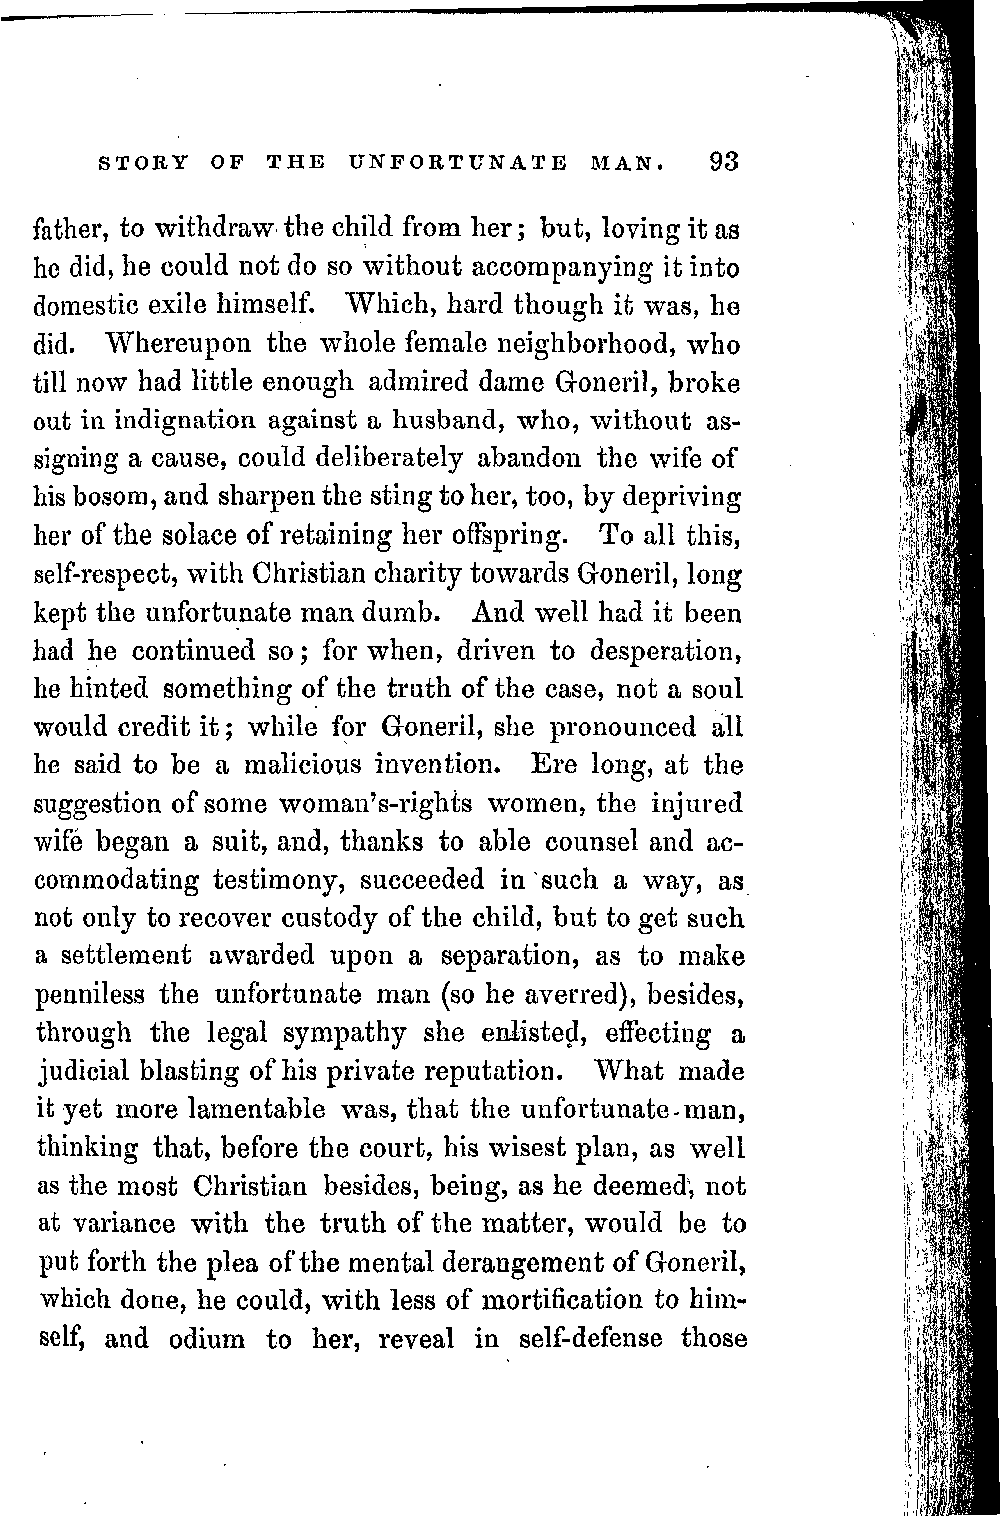 STORY OF THE UNFORTUNATE MAN. 93
father, to withdraw the child from her; but, loving it as
he did, he could not do so without accompanying it into
domestic exile himself. Which, hard though it was, he
did. Whereupon the whole female neighborhood, who
till now had little enough admired dame Goneril, broke
out in indignation against a husband, who, without as-
signing a cause, could deliberately abandon the wife of
his bosom, and sharpen the sting to her, too, by depriving
her of the solace of retaining her offspring. To all this,
self-respect, with Christian charity towards Goneril, long
kept the unfortunate man dumb. And well had it been
had he continued so; for when, driven to desperation,
he hinted something of the truth of the case, not a soul
would credit it; while for Goneril, she pronounced all
he said to be a malicious invention. Ere long, at the
suggestion of some woman's-rights women, the injured
wife began a suit, and, thanks to able counsel and ac-
commodating testimony, succeeded in such a way, as
not only to recover custody of the child, but to get such
a settlement awarded upon a separation, as to make
penniless the unfortunate man (so he averred), besides,
through the legal sympathy she enlisted, effecting a
judicial blasting of his private reputation. What made
it yet more lamentable was, that the unfortunate man,
thinking that, before the court, his wisest plan, as well
as the most Christian besides, being, as he deemed, not
at variance with the truth of the matter, would be to
put forth the plea of the mental derangement of Goneril,
which done, he could, with less of mortification to him-
self, and odium to her, reveal in self-defense those